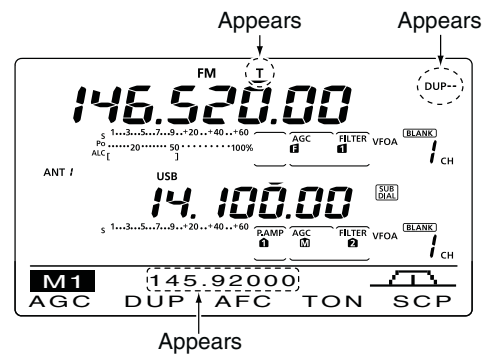 Appears Appears
FM T DUP--
146.520.00
S 1...3...5...7...9..+20..+40..+60
Po ······20······ 50 ·············100%
ALC [ ]
AGC F FILTER 1 VFOA BLANK 1 CH
ANT 1
USB
14. 100.00
SUB DIAL
S 1...3...5...7...9..+20..+40..+60
RAMP 1 AGC M FILTER 2 VFOA BLANK 1 CH
M1 145.92000
AGC DUP AFC TON SCP
Appears